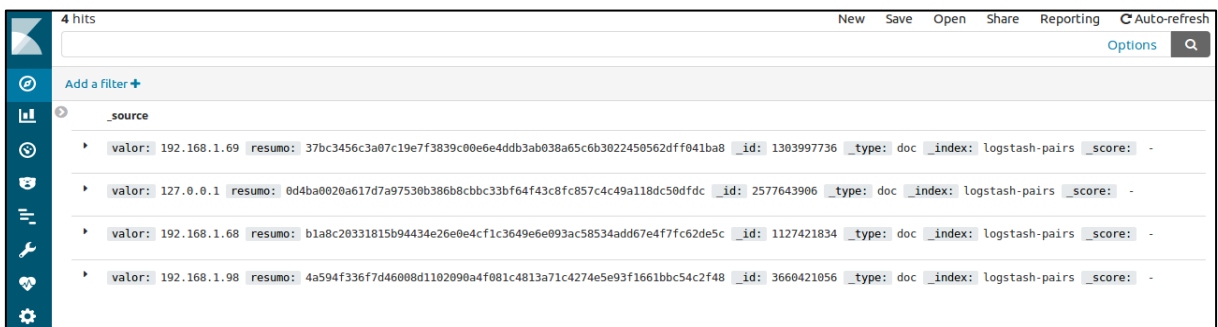 4 hits New Save Open Share Reporting Auto-refresh
Options
Add a filter +
_source
valor: 192.168.1.69 resumo: 37bc3456c3a07c19e7f3839c00e6e4ddb3ab038a65c6b3022450562dff041ba8 _id: 1303997736 _type: doc _index: logstash-pairs _score: -
valor: 127.0.0.1 resumo: 0d4ba0020a617d7a97530b386b8cbbc33bf64f43c8fc857c4c49a118dc50dfdc _id: 2577643906 _type: doc _index: logstash-pairs _score: -
valor: 192.168.1.68 resumo: b1a8c20331815b94434e26e0e4cf1c3649e6e093ac58534add67e4f7fc62de5c _id: 1127421834 _type: doc _index: logstash-pairs _score: -
valor: 192.168.1.98 resumo: 4a594f336f7d46008d1102090a4f081c4813a71c4274e5e93f1661bbc54c2f48 _id: 3660421056 _type: doc _index: logstash-pairs _score: -